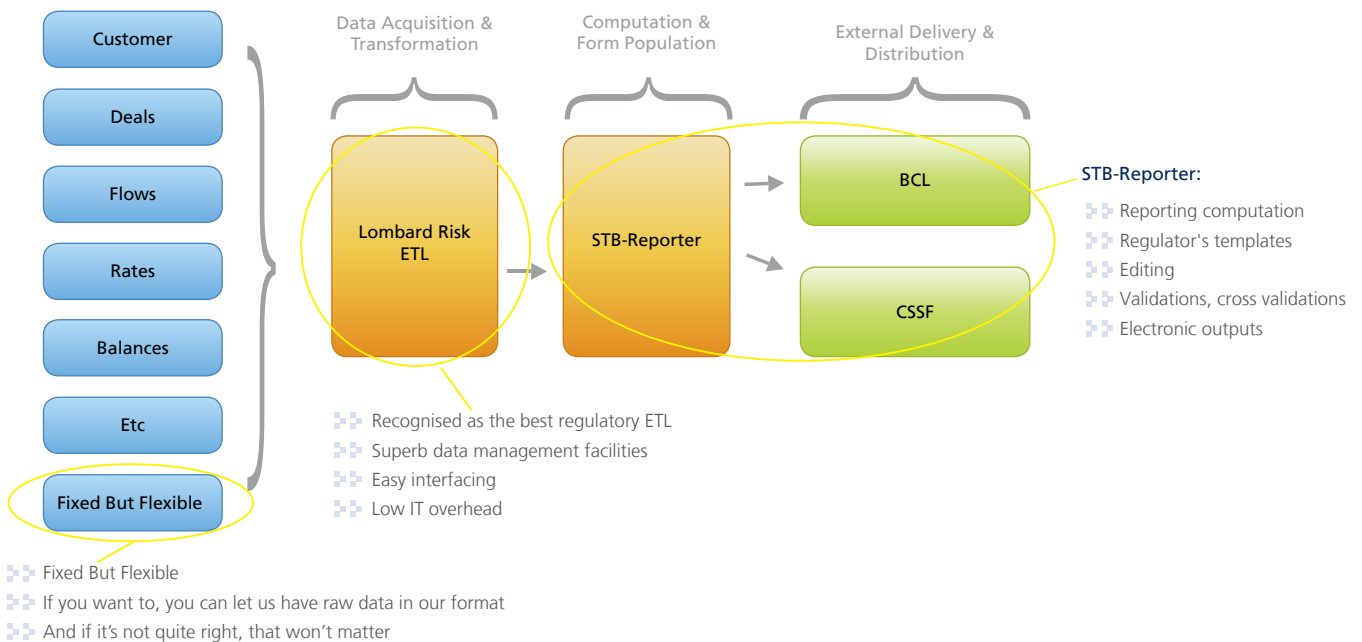 Customer
Deals
Flows
Rates
Balances
Etc
Fixed But Flexible
Fixed But Flexible
If you want to, you can let us have raw data in our format
And if it's not quite right, that won't matter
Data Acquisition &
Transformation
Lombard Risk
ETL
Recognised as the best regulatory ETL
Superb data management facilities
Easy interfacing
Low IT overhead
Computation &
Form Population
STB-Reporter
External Delivery &
Distribution
BCL
CSSF
STB-Reporter:
Reporting computation
Regulator's templates
Editing
Validations, cross validations
Electronic outputs